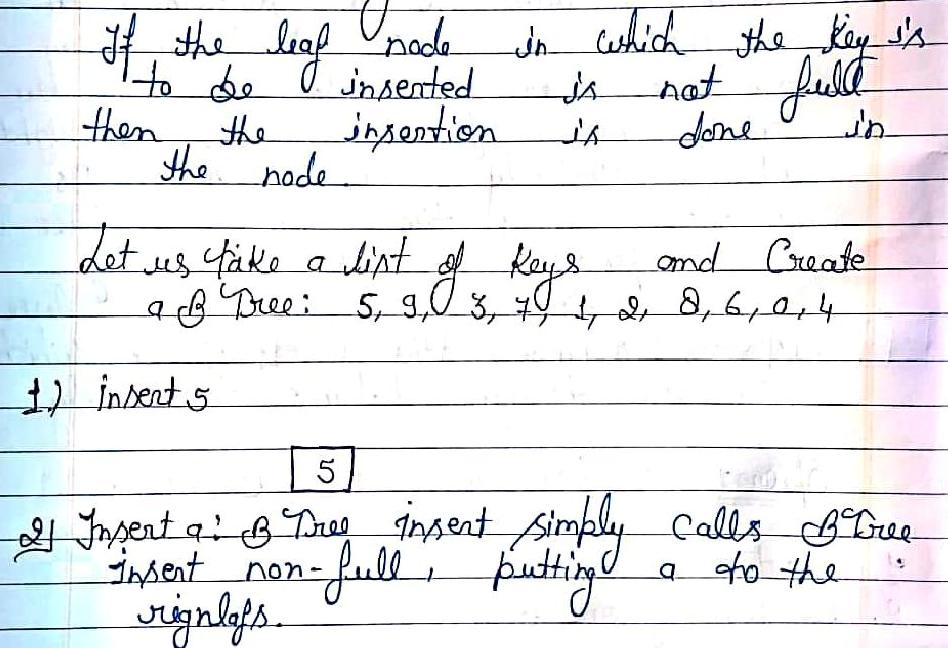 If the leaf node in which the key is
to be inserted is not full
then the insertion is done in
the node
Let us take a list of keys and Create
a B Tree: 5, 9, 3, 7, 1, 2, 8, 6, 0, 4
1) insert 5
5
2) Insert 9: B Tree insert simply calls B Tree
insert non-full, putting 9 to the